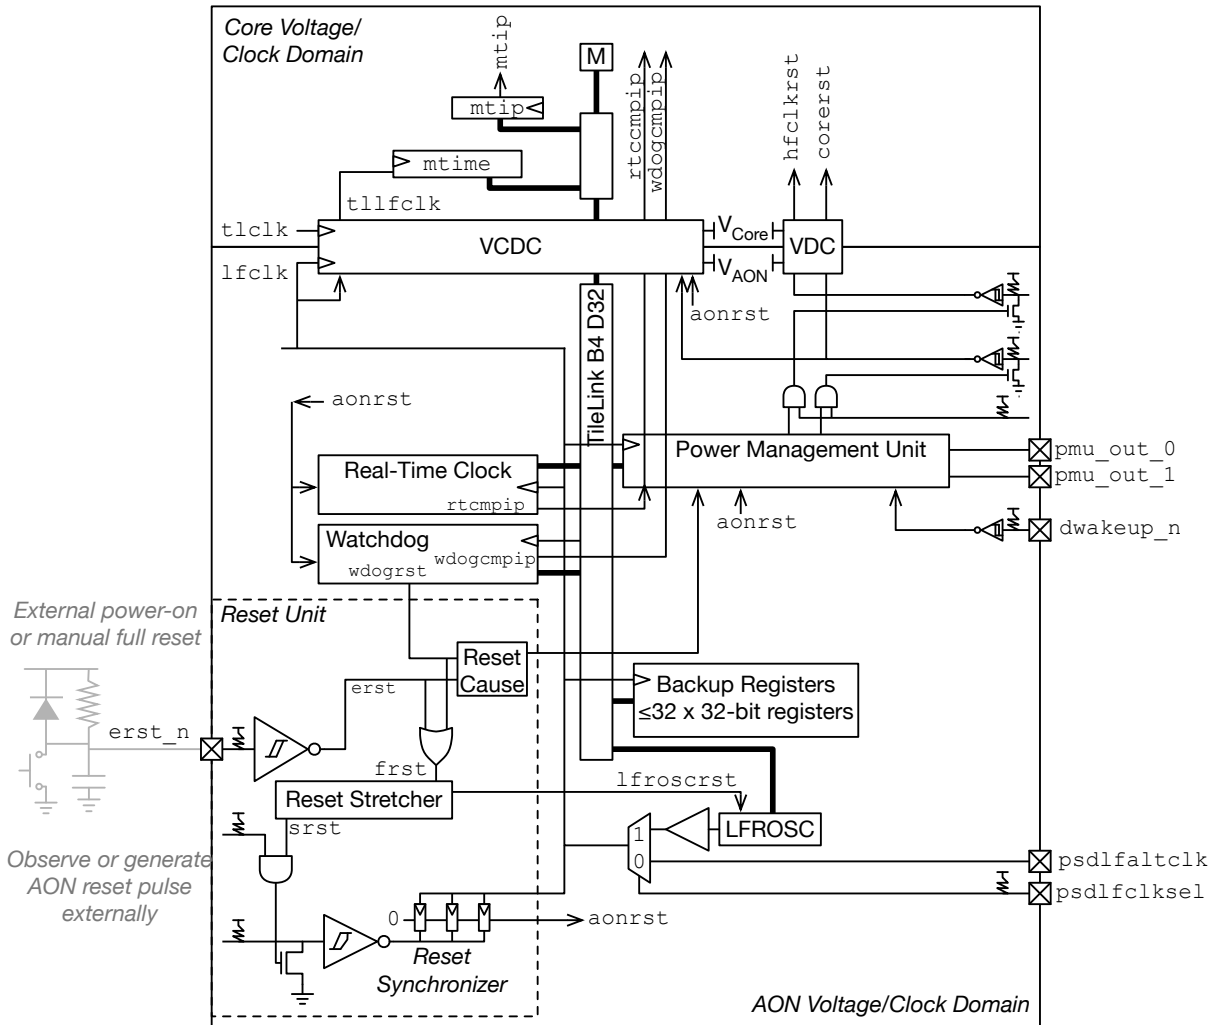 Core Voltage/
Clock Domain
mtip
M
mtip
rtccmpip
wdogcmpip
hfclkrst
corerst
mtime
tllfclk
tlclk
VCDC
VCore
VDC
lfclk
VAON
aonrst
TileLink B4 D32
aonrst
Power Management Unit
pmu_out_0
pmu_out_1
Real-Time Clock
rtcmpip
aonrst
dwakeup_n
Watchdog
wdogcmpip
wdogrst
External power-on
or manual full reset
Reset Unit
Reset
Cause
erst
Backup Registers
≤32 x 32-bit registers
erst_n
frst
lfroscrst
Reset Stretcher
LFROSC
srst
1
0
psdlfaltclk
psdlfclksel
Observe or generate
AON reset pulse
externally
0
aonrst
Reset
Synchronizer
AON Voltage/Clock Domain